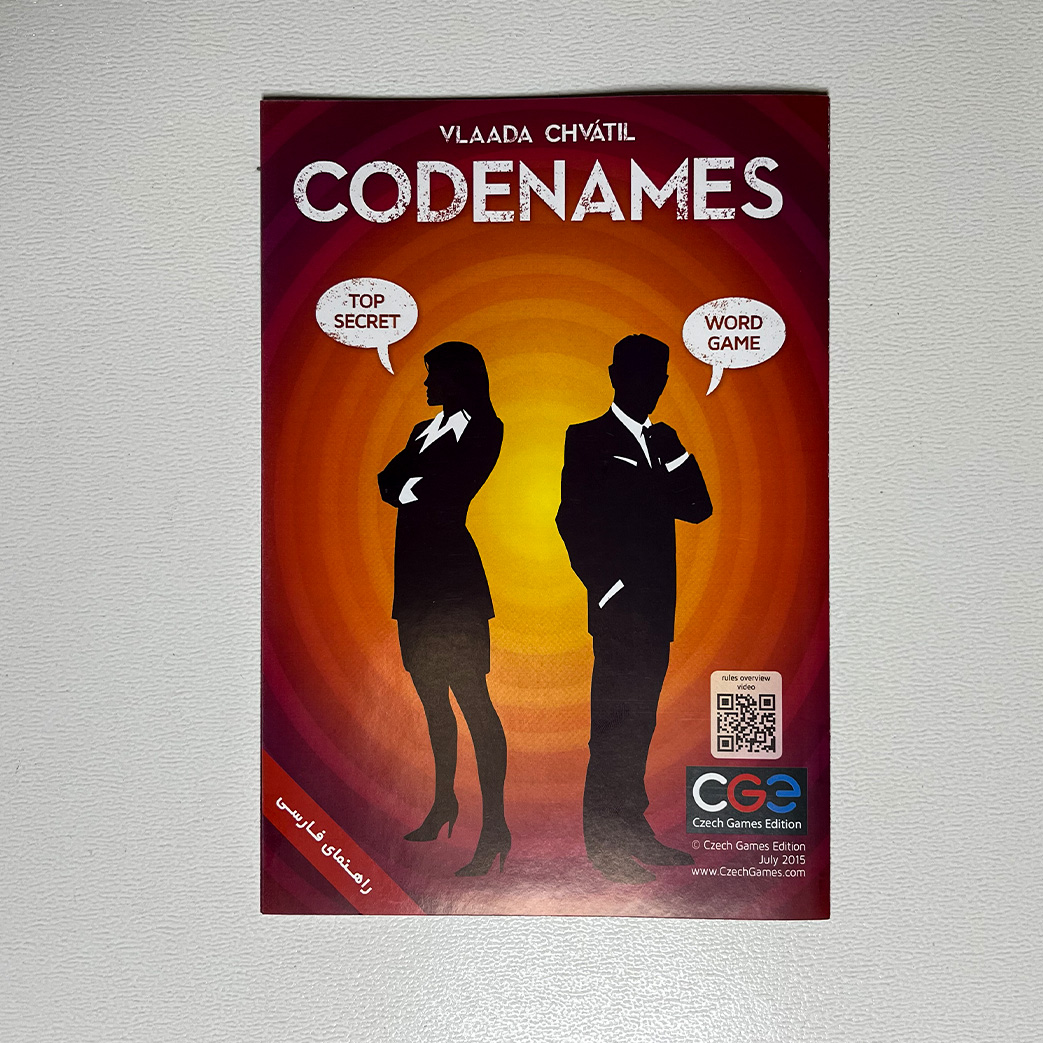 VLAADA CHVÁTIL
CODENAMES
TOP
SECRET
WORD
GAME
rules overview
video
CGE
Czech Games Edition
© Czech Games Edition
July 2015
www.CzechGames.com
راهنمای فارسی